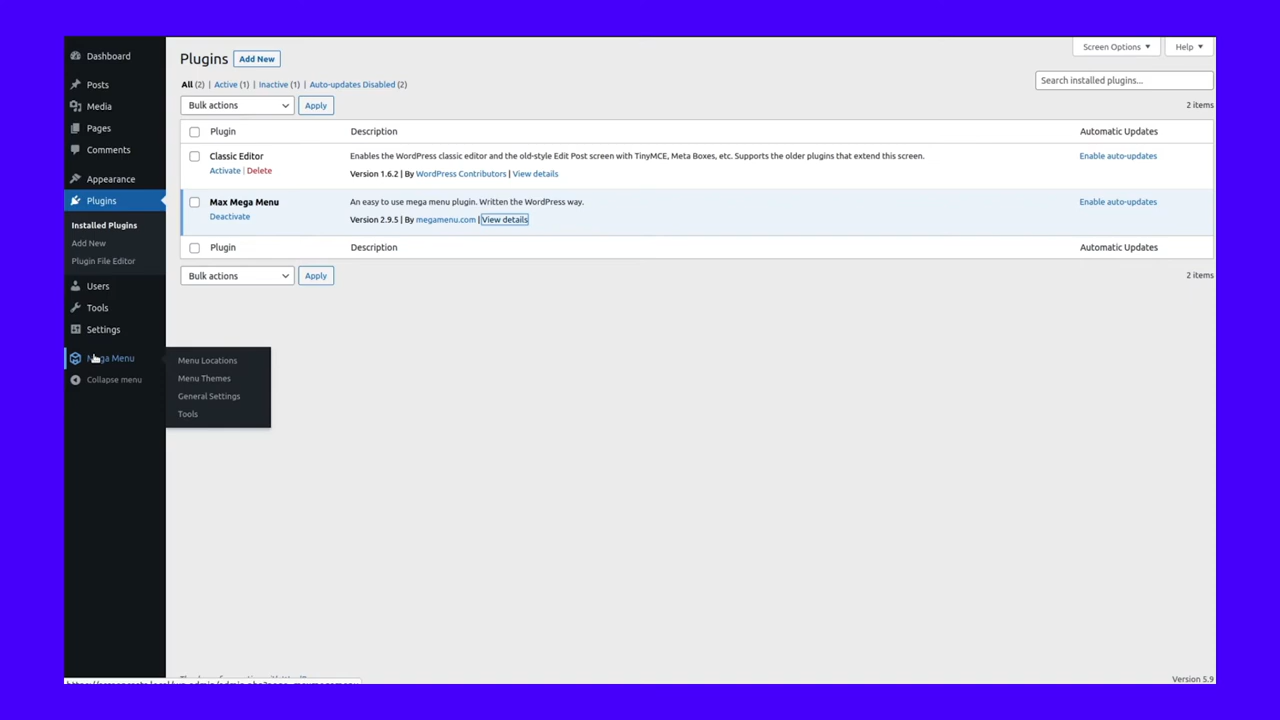 Dashboard
Posts
Media
Pages
Comments
Appearance
Plugins
Installed Plugins
Add New
Plugin File Editor
Users
Tools
Settings
Mega Menu
Collapse menu
Menu Locations
Menu Themes
General Settings
Tools
Plugins Add New
Screen Options Help
All (2) | Active (1) | Inactive (1) | Auto-updates Disabled (2)
Search installed plugins...
Bulk actions Apply
2 items
Plugin Description Automatic Updates
Classic Editor Enables the WordPress classic editor and the old-style Edit Post screen with TinyMCE, Meta Boxes, etc. Supports the older plugins that extend this screen. Enable auto-updates
Activate | Delete Version 1.6.2 | By WordPress Contributors | View details
Max Mega Menu An easy to use mega menu plugin. Written the WordPress way. Enable auto-updates
Deactivate Version 2.9.5 | By megamenu.com | View details
Plugin Description Automatic Updates
Bulk actions Apply 2 items
Version 5.9